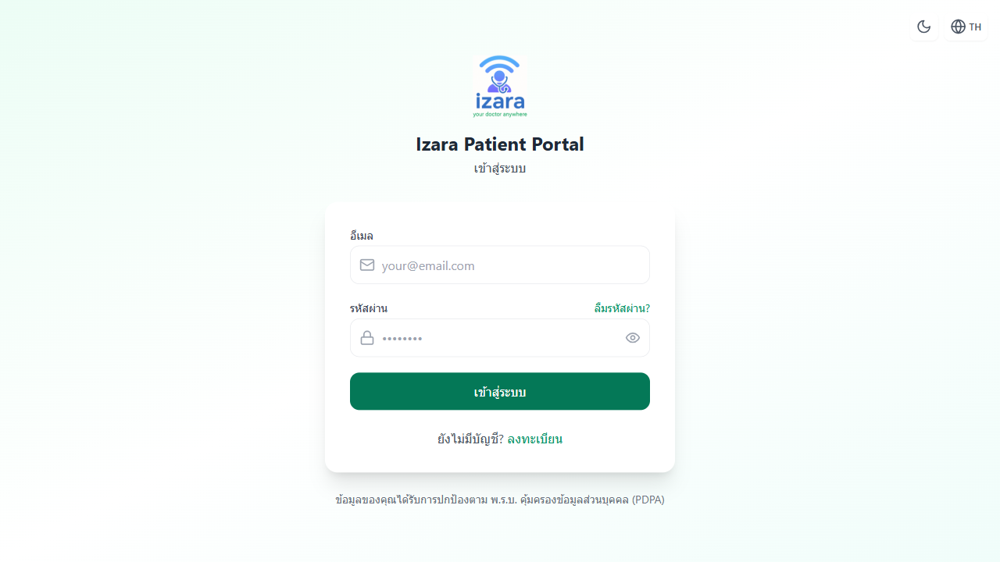 TH
izara
your doctor anywhere
Izara Patient Portal
เข้าสู่ระบบ
อีเมล
your@email.com
รหัสผ่าน
ลืมรหัสผ่าน?
••••••••
เข้าสู่ระบบ
ยังไม่มีบัญชี? ลงทะเบียน
ข้อมูลของคุณได้รับการปกป้องตาม พ.ร.บ. คุ้มครองข้อมูลส่วนบุคคล (PDPA)